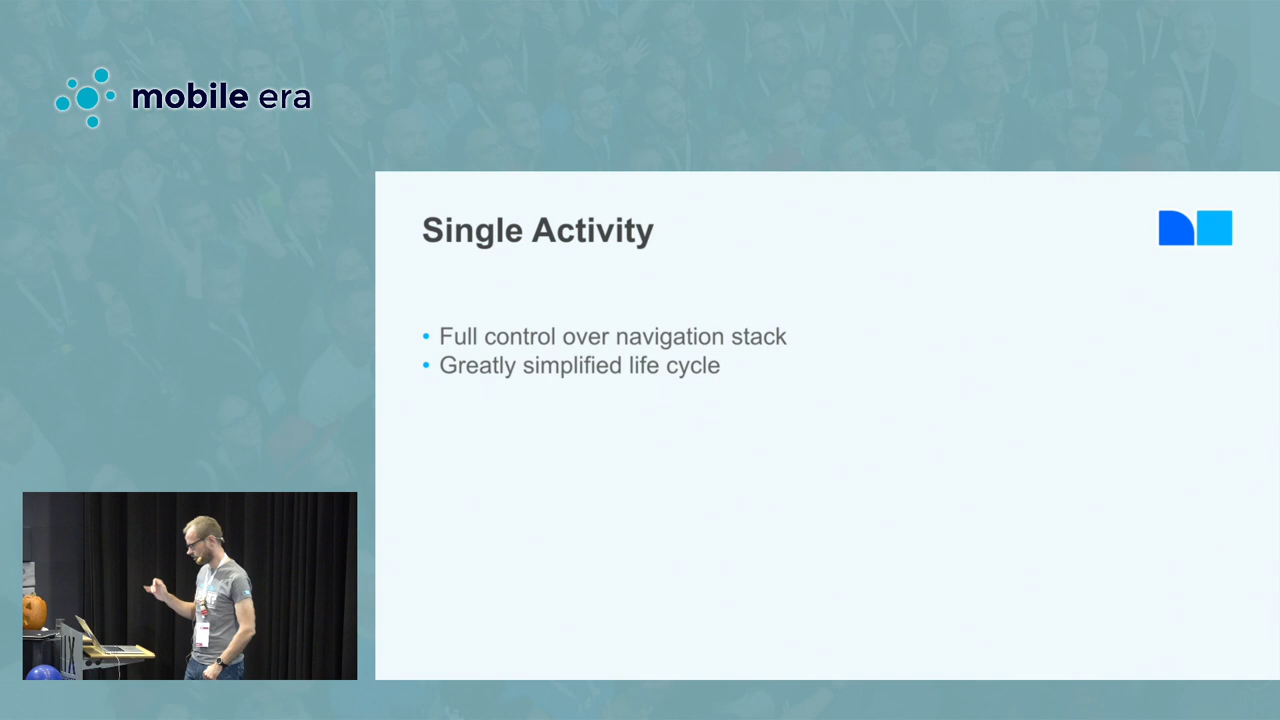 mobile era
Single Activity
• Full control over navigation stack
• Greatly simplified life cycle